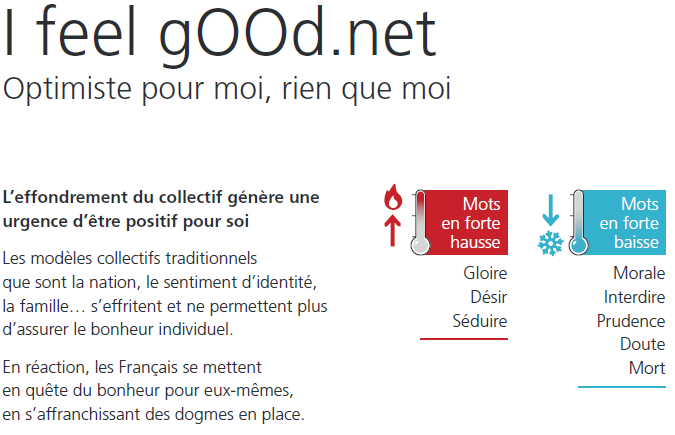 I feel gOOd.net
Optimiste pour moi, rien que moi
L’effondrement du collectif génère une
urgence d’être positif pour soi
Les modèles collectifs traditionnels
que sont la nation, le sentiment d’identité,
la famille… s’effritent et ne permettent plus
d’assurer le bonheur individuel.
En réaction, les Français se mettent
en quête du bonheur pour eux-mêmes,
en s’affranchissant des dogmes en place.
Mots
en forte
hausse
Gloire
Désir
Séduire
Mots
en forte
baisse
Morale
Interdire
Prudence
Doute
Mort